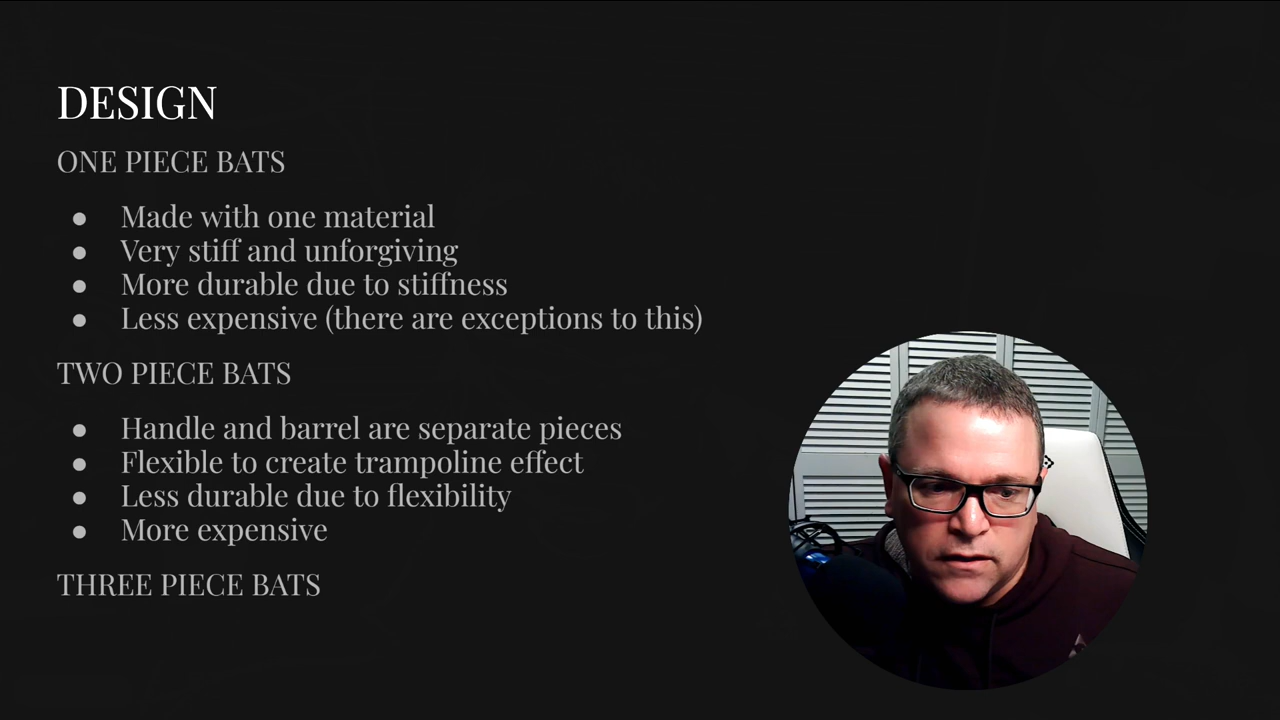 DESIGN
ONE PIECE BATS
● Made with one material
● Very stiff and unforgiving
● More durable due to stiffness
● Less expensive (there are exceptions to this)
TWO PIECE BATS
● Handle and barrel are separate pieces
● Flexible to create trampoline effect
● Less durable due to flexibility
● More expensive
THREE PIECE BATS